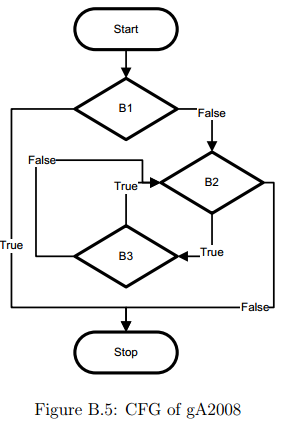 Start
B1
False
False
B2
True
True
B3
True
False
Stop
Figure B.5: CFG of gA2008